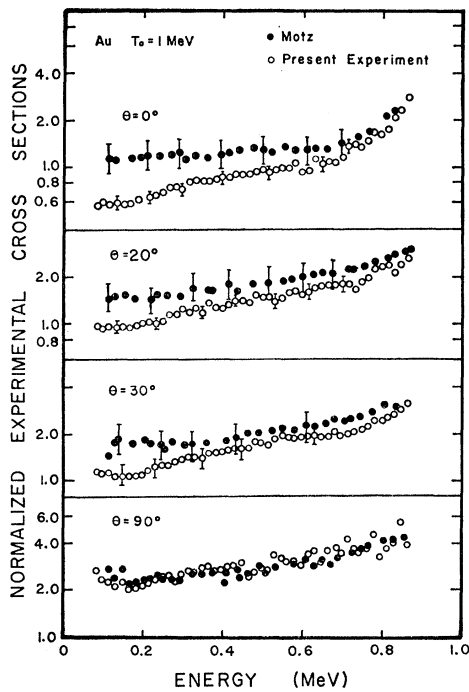 Au T₀ = 1 MeV
● Motz
○ Present Experiment
θ = 0°
4.0
2.0
1.0
0.8
0.6
θ = 20°
2.0
1.0
0.8
θ = 30°
2.0
1.0
θ = 90°
6.0
4.0
2.0
1.0
0 0.2 0.4 0.6 0.8 1.0
ENERGY (MeV)
NORMALIZED EXPERIMENTAL CROSS SECTIONS